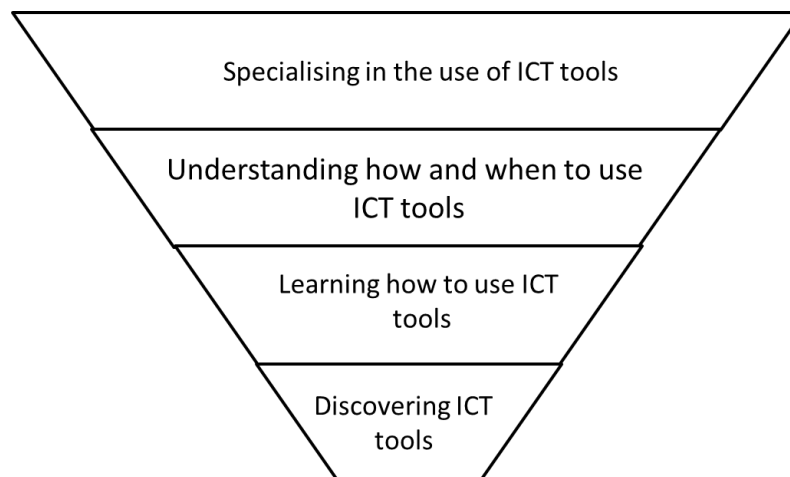 Specialising in the use of ICT tools
Understanding how and when to use
ICT tools
Learning how to use ICT
tools
Discovering ICT
tools